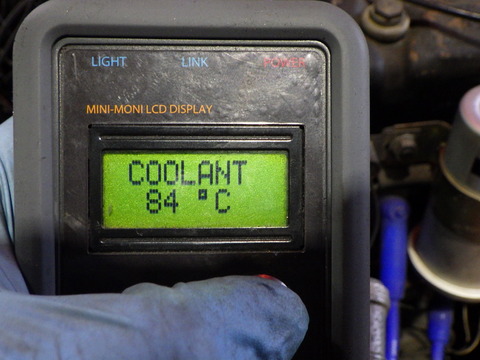 LIGHT LINK POWER
MINI-MONI LCD DISPLAY
COOLANT
84 °C